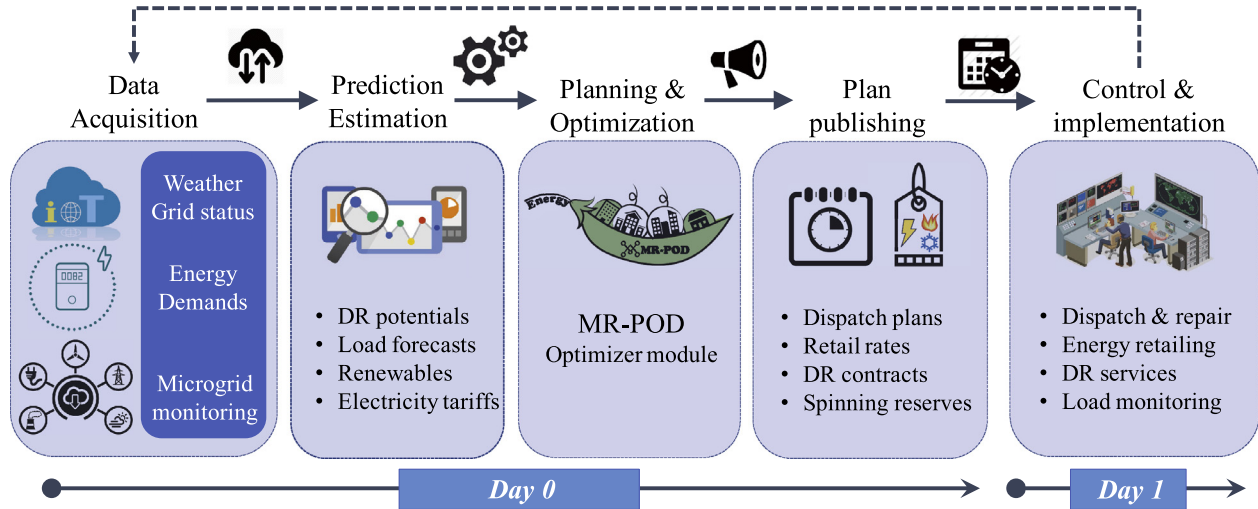 Data
Acquisition
Prediction
Estimation
Planning &
Optimization
Plan
publishing
Control &
implementation
iOT
Weather
Grid status
0082
Energy
Demands
Microgrid
monitoring
• DR potentials
• Load forecasts
• Renewables
• Electricity tariffs
Energy
MR-POD
MR-POD
Optimizer module
• Dispatch plans
• Retail rates
• DR contracts
• Spinning reserves
• Dispatch & repair
• Energy retailing
• DR services
• Load monitoring
Day 0
Day 1